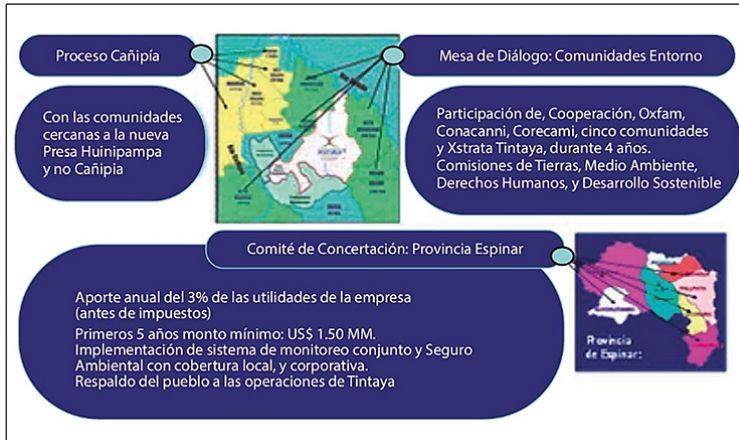 Proceso Cañipía
Mesa de Diálogo: Comunidades Entorno
Con las comunidades
cercanas a la nueva
Presa Huinipampa
y no Cañipia
Participación de, Cooperación, Oxfam,
Conacanni, Corecami, cinco comunidades
y Xstrata Tintaya, durante 4 años.
Comisiones de Tierras, Medio Ambiente,
Derechos Humanos, y Desarrollo Sostenible
Comité de Concertación: Provincia Espinar
Aporte anual del 3% de las utilidades de la empresa
(antes de impuestos)
Primeros 5 años monto mínimo: US$ 1.50 MM.
Implementación de sistema de monitoreo conjunto y Seguro
Ambiental con cobertura local, y corporativa.
Respaldo del pueblo a las operaciones de Tintaya
Provincia
de Espinar: